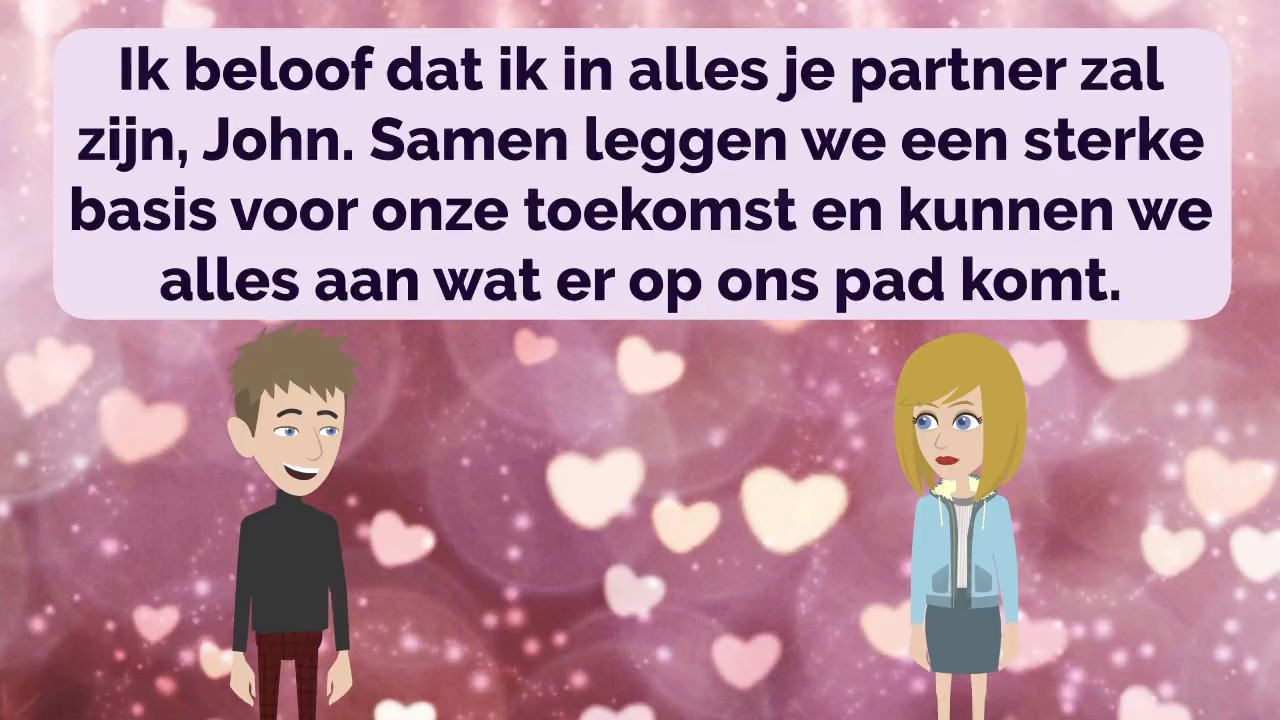 Ik beloof dat ik in alles je partner zal
zijn, John. Samen leggen we een sterke
basis voor onze toekomst en kunnen we
alles aan wat er op ons pad komt.